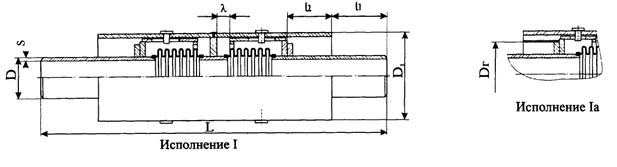 λ
l₂
l₁
S
D
D₁
L
Dг
Исполнение I
Исполнение Iа